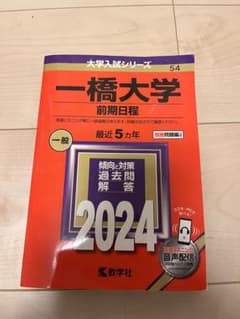 大学入試シリーズ
54
一橋大学
前期日程
一般
最近5カ年
傾向と対策
過去問
解答
2024
音声配信
教学社